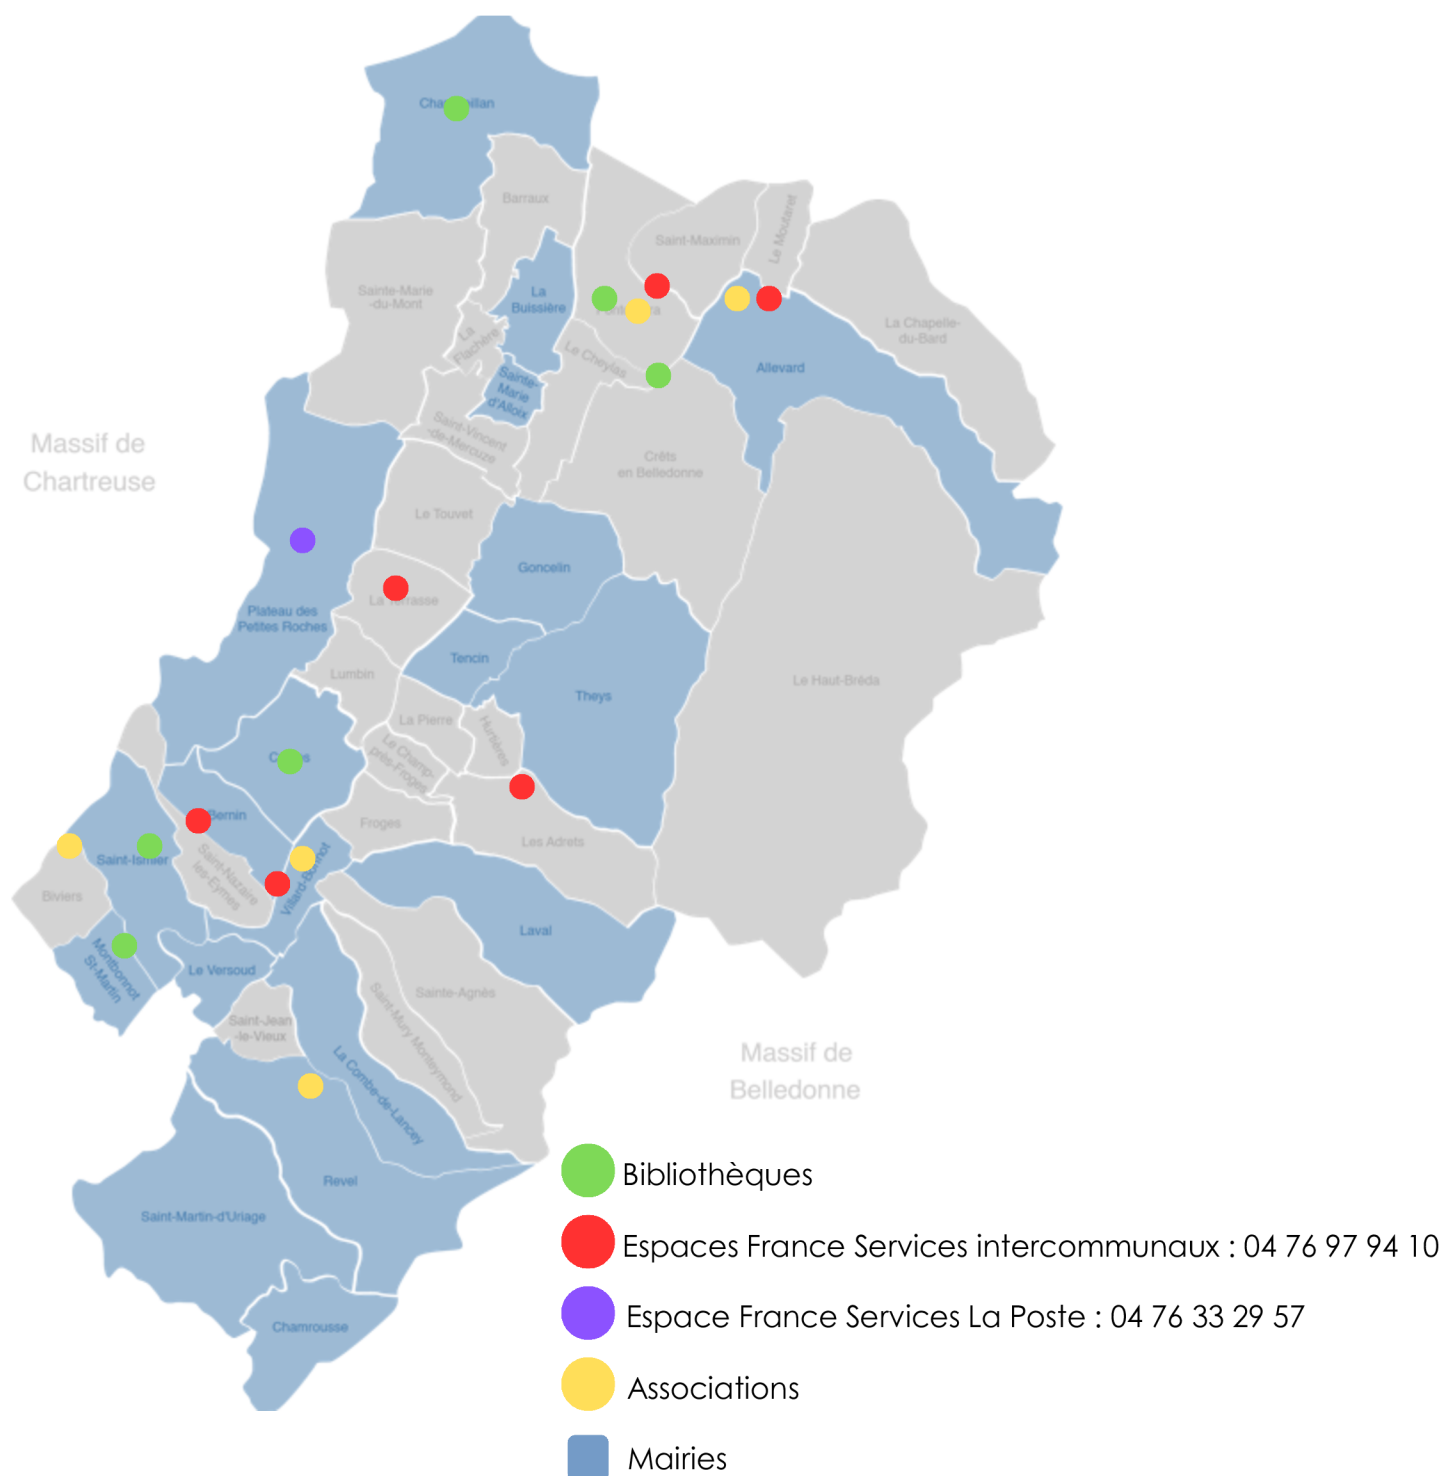 Barraux
Saint-Maximin
Le Moutaret
Sainte-Marie
-du-Mont
La
Buissière
La
Flachère
Le Cheylas
La Chapelle-
du-Bard
Allevard
Sainte-
Marie
d'Alloix
Saint-Vincent
-de-Mercuze
Massif de
Chartreuse
Crêts
en Belledonne
Le Touvet
Goncelin
La Terrasse
Plateau des
Petites Roches
Tencin
Lumbin
Theys
Le Haut-Bréda
La Pierre
Hurtières
Le Champ-
près-Froges
Bernin
Froges
Les Adrets
Saint-Ismier
Saint-Nazaire
les-Eymes
Villard-Bonnot
Biviers
Laval
Montbonnot
St-Martin
Le Versoud
Sainte-Agnès
Saint-Mury Monteymond
Saint-Jean
-le-Vieux
La Combe-de-Lancey
Massif de
Belledonne
Revel
Saint-Martin-d'Uriage
Chamrousse
Bibliothèques
Espaces France Services intercommunaux : 04 76 97 94 10
Espace France Services La Poste : 04 76 33 29 57
Associations
Mairies